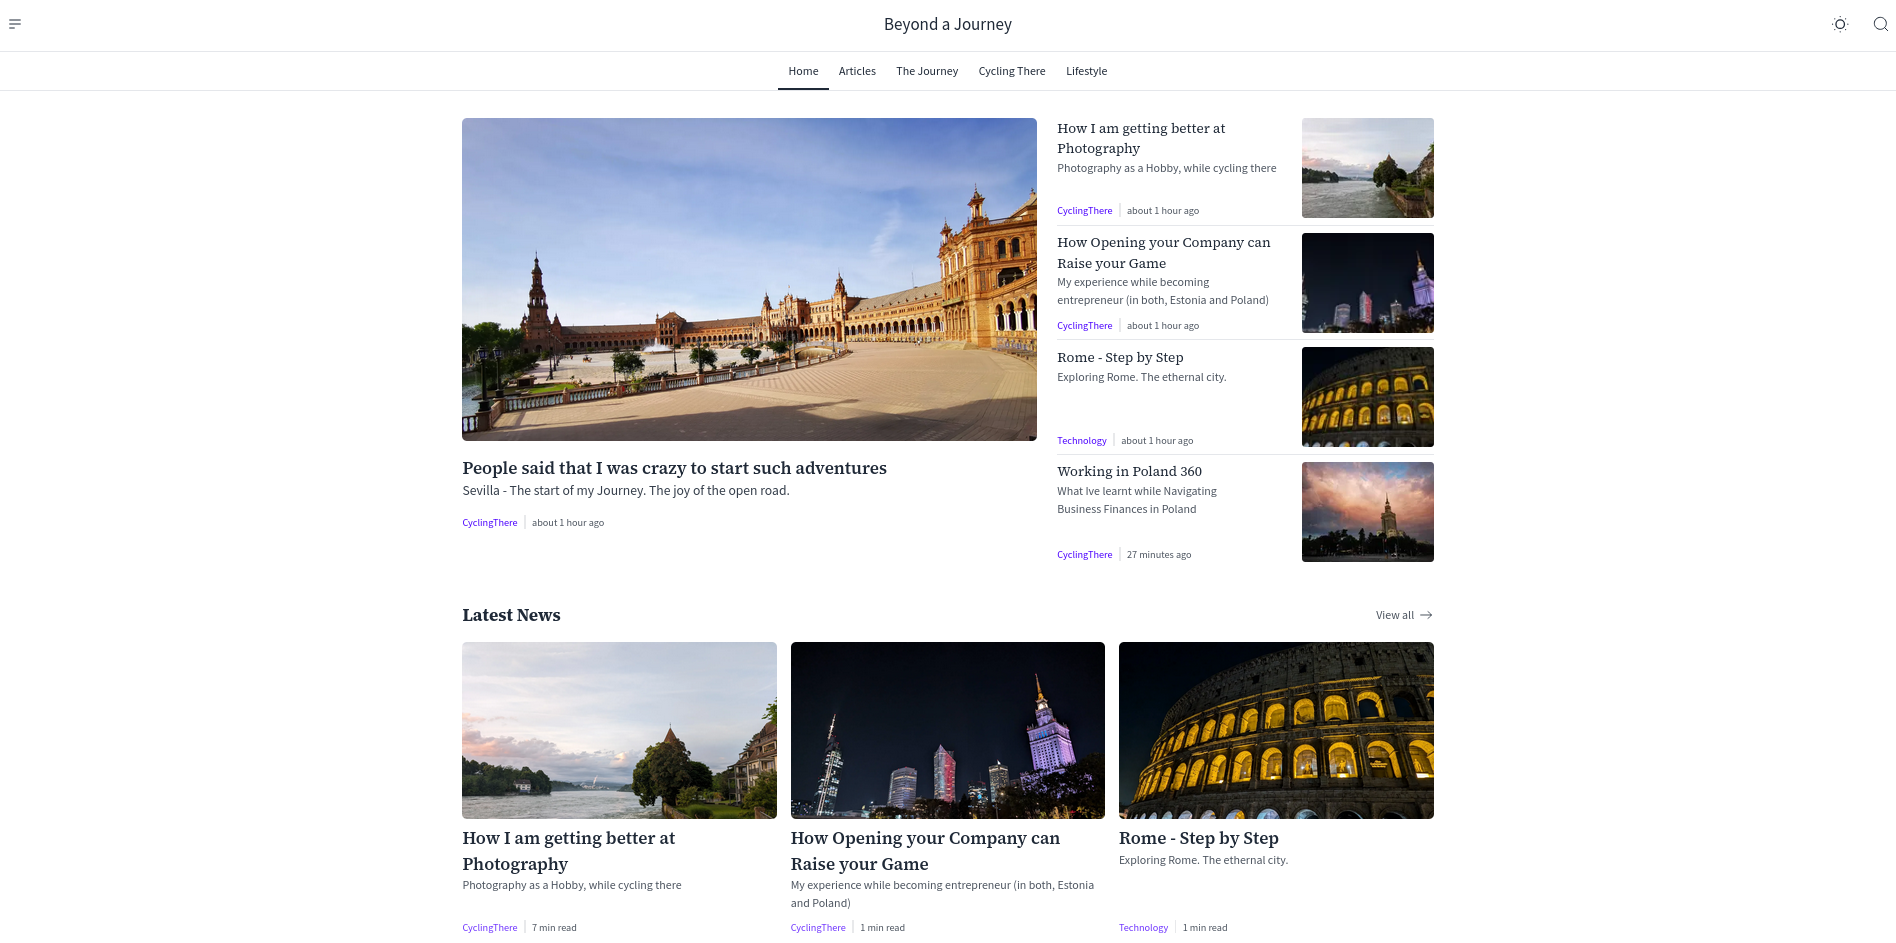 Beyond a Journey
Home Articles The Journey Cycling There Lifestyle
People said that I was crazy to start such adventures
Sevilla - The start of my Journey. The joy of the open road.
CyclingThere about 1 hour ago
How I am getting better at
Photography
Photography as a Hobby, while cycling there
CyclingThere about 1 hour ago
How Opening your Company can
Raise your Game
My experience while becoming
entrepreneur (in both, Estonia and Poland)
CyclingThere about 1 hour ago
Rome - Step by Step
Exploring Rome. The ethernal city.
Technology about 1 hour ago
Working in Poland 360
What Ive learnt while Navigating
Business Finances in Poland
CyclingThere 27 minutes ago
Latest News
View all
How I am getting better at
Photography
Photography as a Hobby, while cycling there
CyclingThere 7 min read
How Opening your Company can
Raise your Game
My experience while becoming entrepreneur (in both, Estonia
and Poland)
CyclingThere 1 min read
Rome - Step by Step
Exploring Rome. The ethernal city.
Technology 1 min read